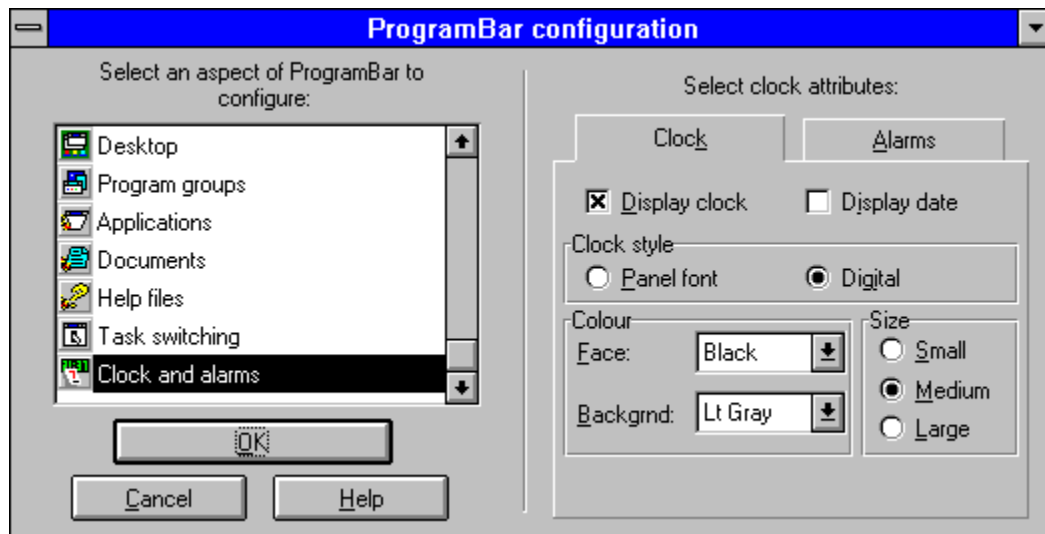 ProgramBar configuration
Select an aspect of ProgramBar to
configure:
Desktop
Program groups
Applications
Documents
Help files
Task switching
Clock and alarms
OK
Cancel
Help
Select clock attributes:
Clock
Alarms
Display clock
Display date
Clock style
Panel font
Digital
Colour
Face:
Black
Backgrnd:
Lt Gray
Size
Small
Medium
Large